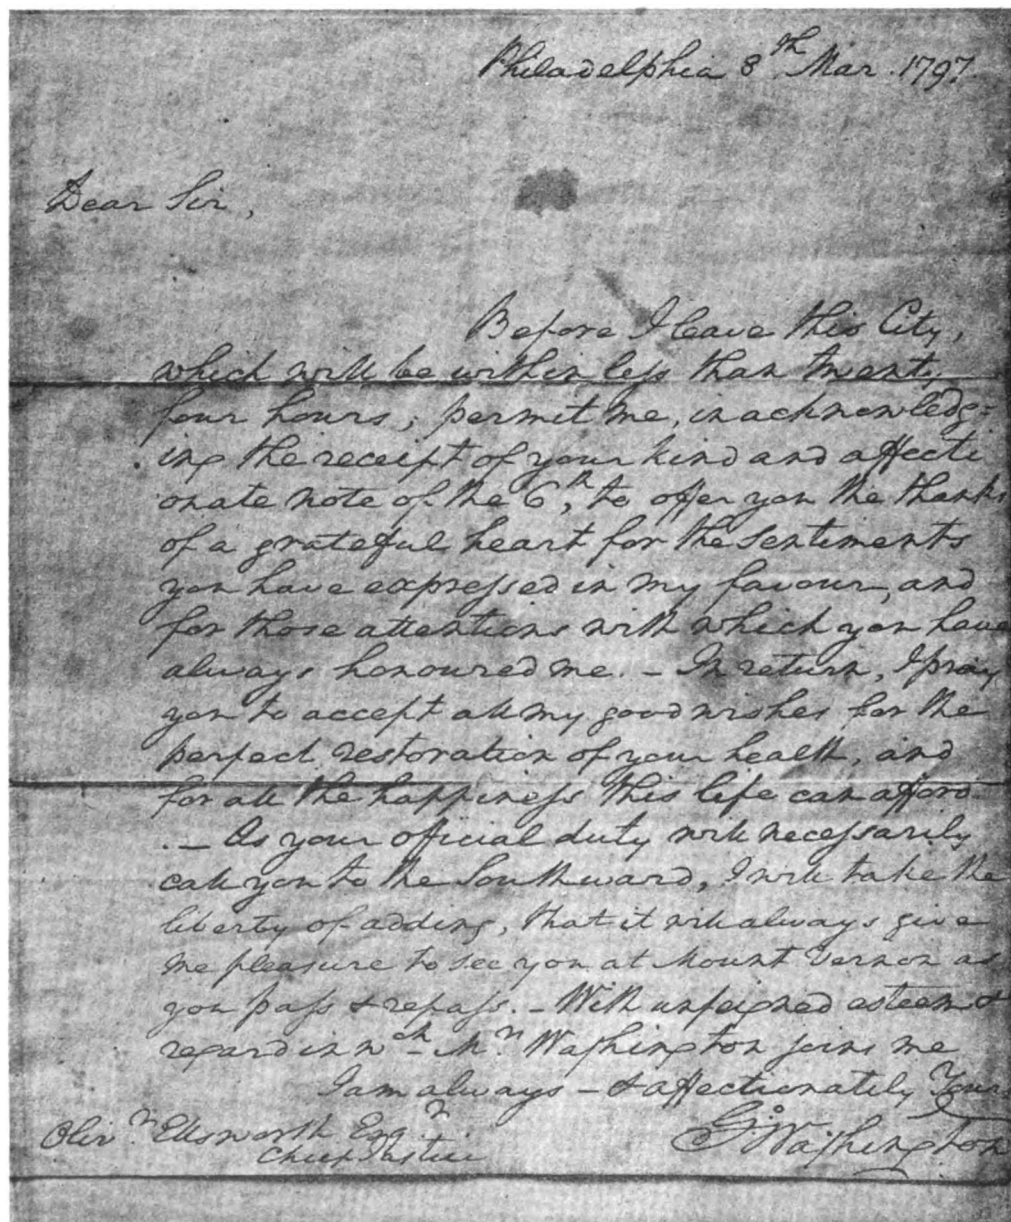 Philadelphia 8th Mar. 1797.
Dear Sir,
Before I leave this City,
which will be within less than twenty
four hours; permit me, in acknowledg=
ing the receipt of your kind and affecti
onate note of the 6th, to offer you the thanks
of a grateful heart for the sentiments
you have expressed in my favour, and
for those attentions with which you have
always honoured me. – In return, I pray
you to accept all my good wishes for the
perfect restoration of your health, and
for all the happiness this life can afford
. – As your official duty will necessarily
call you to the Southward, I will take the
liberty of adding, that it will always give
me pleasure to see you at Mount Vernon as
you pass & repass. – With unfeigned esteem &
regard in wch Mrs Washington joins me
I am always – & affectionately Yours
Go: Washington
Olivr Ellsworth Esqr
Chief Justice